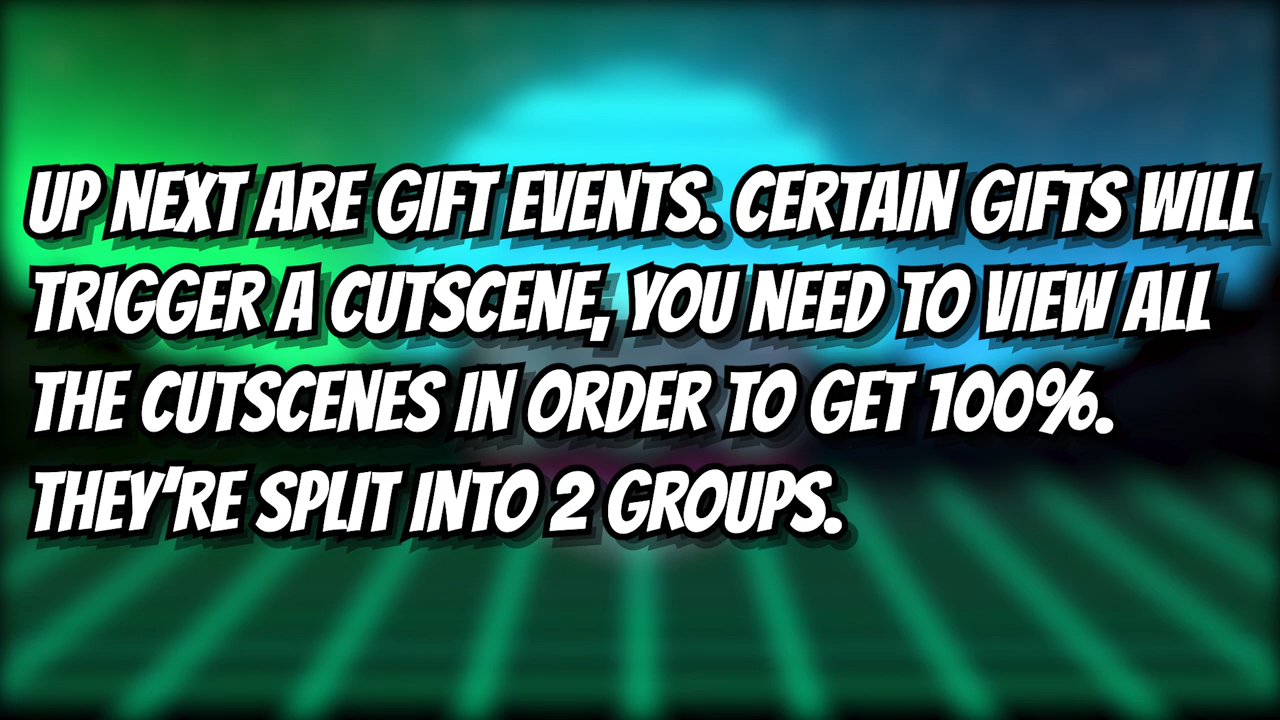 UP NEXT ARE GIFT EVENTS. CERTAIN GIFTS WILL
TRIGGER A CUTSCENE, YOU NEED TO VIEW ALL
THE CUTSCENES IN ORDER TO GET 100%.
THEY'RE SPLIT INTO 2 GROUPS.